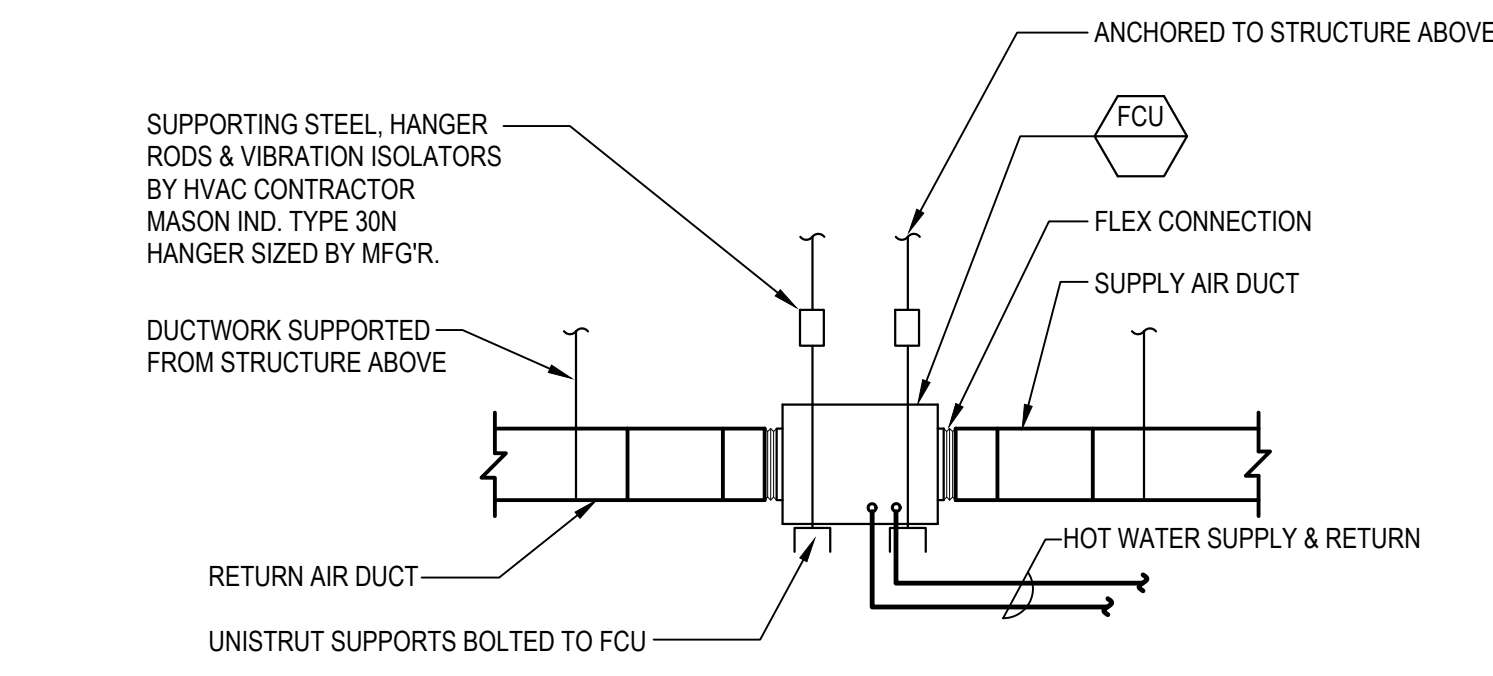 ANCHORED TO STRUCTURE ABOVE
SUPPORTING STEEL, HANGER
RODS & VIBRATION ISOLATORS
BY HVAC CONTRACTOR
MASON IND. TYPE 30N
HANGER SIZED BY MFG'R.
FCU
FLEX CONNECTION
SUPPLY AIR DUCT
DUCTWORK SUPPORTED
FROM STRUCTURE ABOVE
HOT WATER SUPPLY & RETURN
RETURN AIR DUCT
UNISTRUT SUPPORTS BOLTED TO FCU